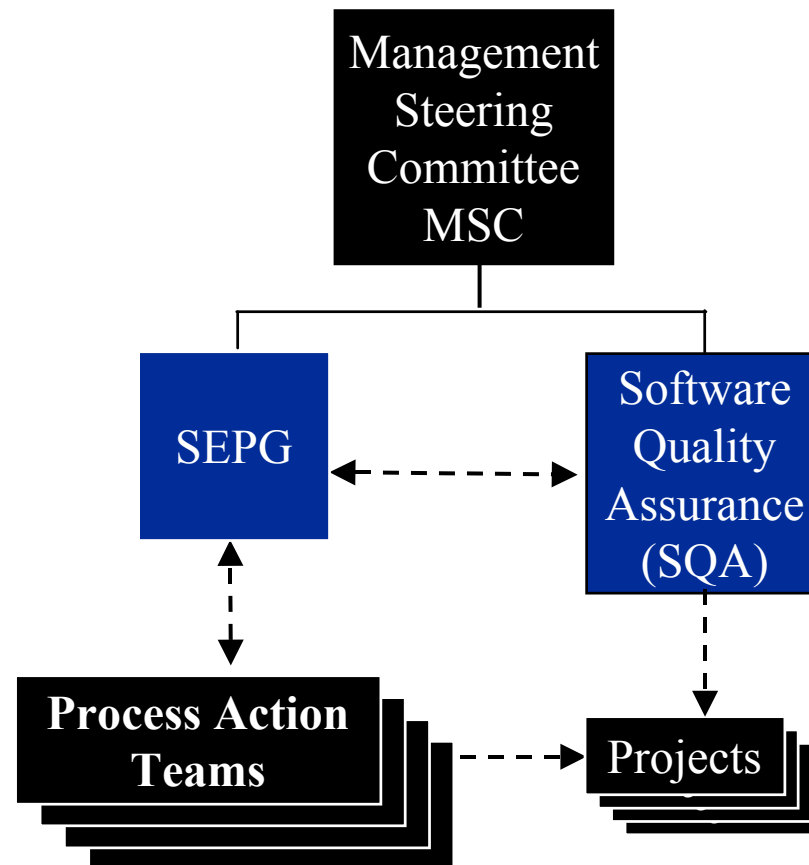 Management
Steering
Committee
MSC
SEPG
Software
Quality
Assurance
(SQA)
Process Action
Teams
Projects